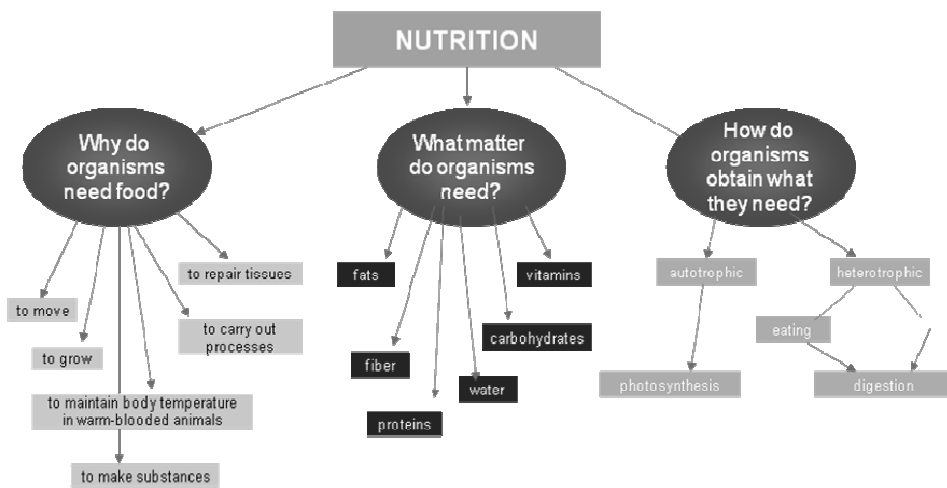 NUTRITION
Why do
organisms
need food?
to move
to grow
to maintain body temperature
in warm-blooded animals
to make substances
to carry out
processes
to repair tissues
What matter
do organisms
need?
fats
fiber
proteins
water
carbohydrates
vitamins
How do
organisms
obtain what
they need?
autotrophic
photosynthesis
heterotrophic
eating
digestion